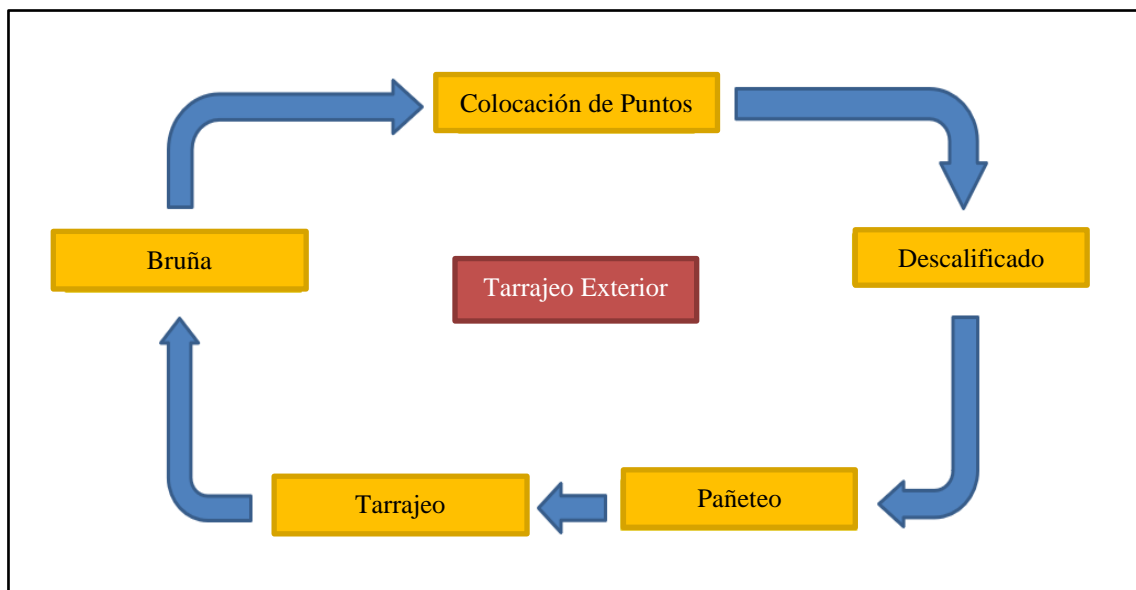 Colocación de Puntos
Bruña
Descalificado
Tarrajeo Exterior
Tarrajeo
Pañeteo